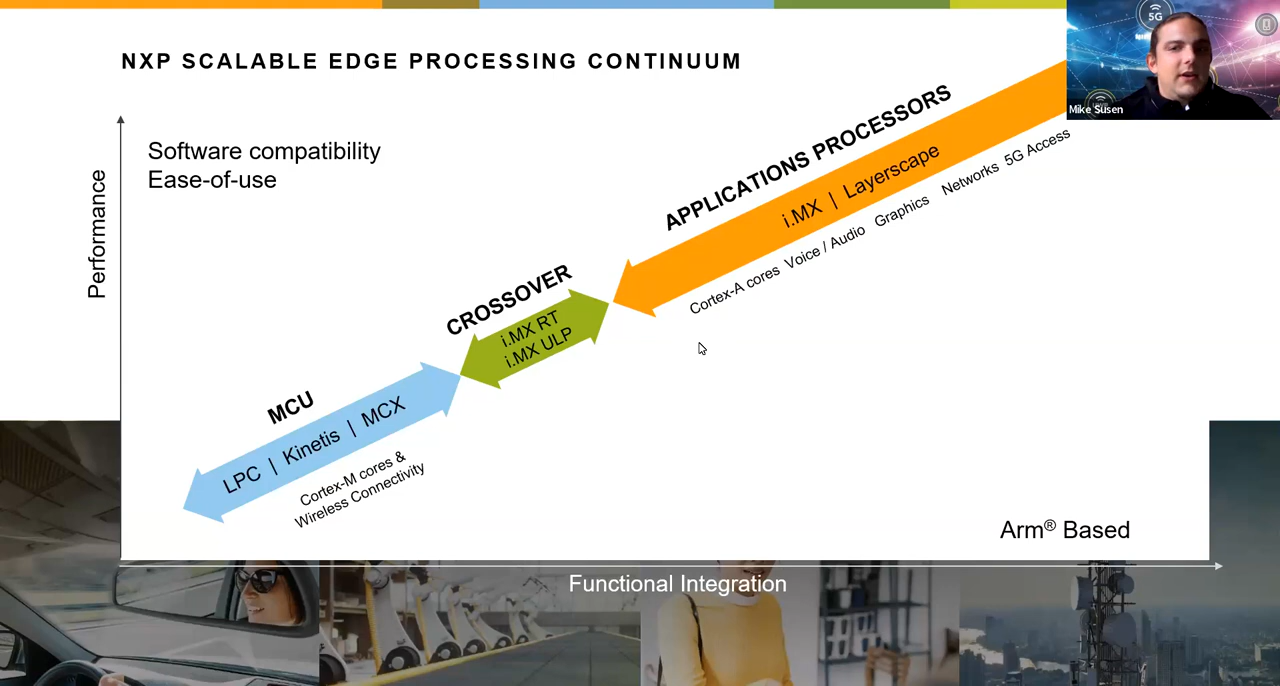 NXP SCALABLE EDGE PROCESSING CONTINUUM
5G
Mike Susen
Software compatibility
Ease-of-use
Performance
APPLICATIONS PROCESSORS
i.MX | Layerscape
Cortex-A cores Voice / Audio Graphics Networks 5G Access
CROSSOVER
i.MX RT
i.MX ULP
MCU
LPC | Kinetis | MCX
Cortex-M cores &
Wireless Connectivity
Arm® Based
Functional Integration